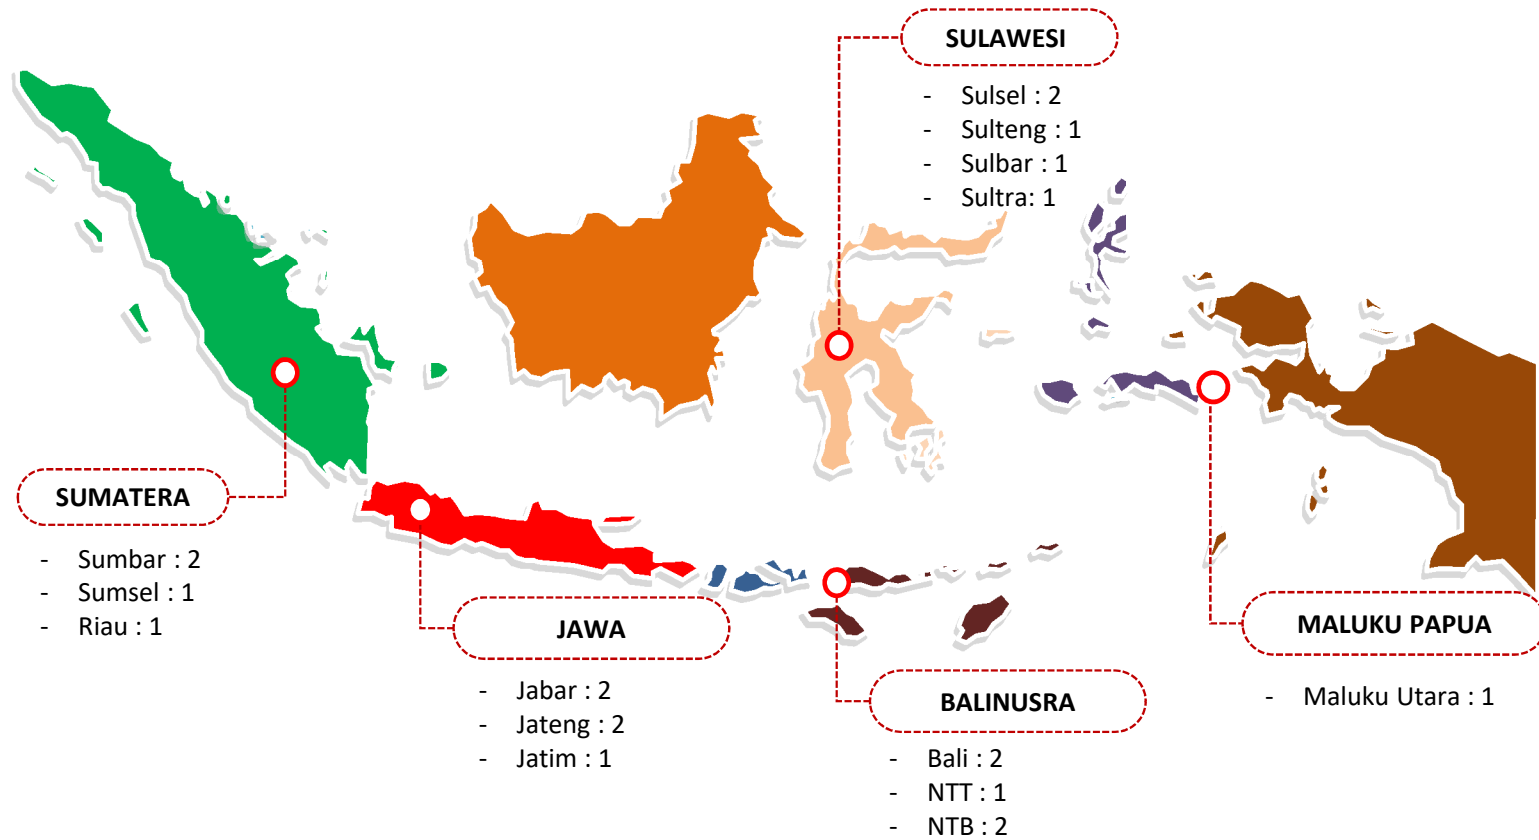 SULAWESI
- Sulsel : 2
- Sulteng : 1
- Sulbar : 1
- Sultra: 1
SUMATERA
- Sumbar : 2
- Sumsel : 1
- Riau : 1
JAWA
- Jabar : 2
- Jateng : 2
- Jatim : 1
BALINUSRA
- Bali : 2
- NTT : 1
- NTB : 2
MALUKU PAPUA
- Maluku Utara : 1